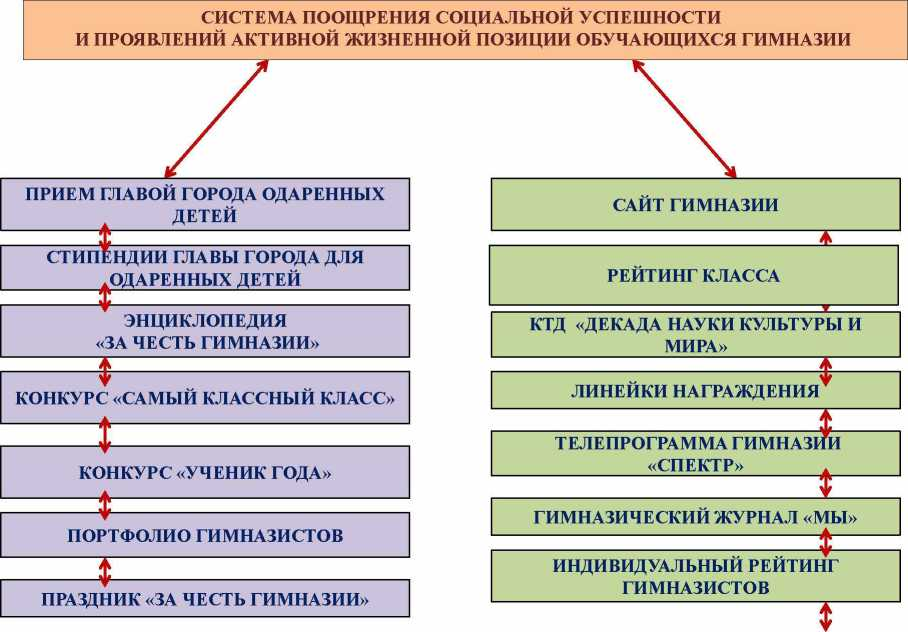 СИСТЕМА ПООЩРЕНИЯ СОЦИАЛЬНОЙ УСПЕШНОСТИ
И ПРОЯВЛЕНИЙ АКТИВНОЙ ЖИЗНЕННОЙ ПОЗИЦИИ ОБУЧАЮЩИХСЯ ГИМНАЗИИ
ПРИЕМ ГЛАВОЙ ГОРОДА ОДАРЕННЫХ
ДЕТЕЙ
СТИПЕНДИИ ГЛАВЫ ГОРОДА ДЛЯ
ОДАРЕННЫХ ДЕТЕЙ
ЭНЦИКЛОПЕДИЯ
«ЗА ЧЕСТЬ ГИМНАЗИИ»
КОНКУРС «САМЫЙ КЛАССНЫЙ КЛАСС»
КОНКУРС «УЧЕНИК ГОДА»
ПОРТФОЛИО ГИМНАЗИСТОВ
ПРАЗДНИК «ЗА ЧЕСТЬ ГИМНАЗИИ»
САЙТ ГИМНАЗИИ
РЕЙТИНГ КЛАССА
КТД «ДЕКАДА НАУКИ КУЛЬТУРЫ И
МИРА»
ЛИНЕЙКИ НАГРАЖДЕНИЯ
ТЕЛЕПРОГРАММА ГИМНАЗИИ
«СПЕКТР»
ГИМНАЗИЧЕСКИЙ ЖУРНАЛ «МЫ»
ИНДИВИДУАЛЬНЫЙ РЕЙТИНГ
ГИМНАЗИСТОВ